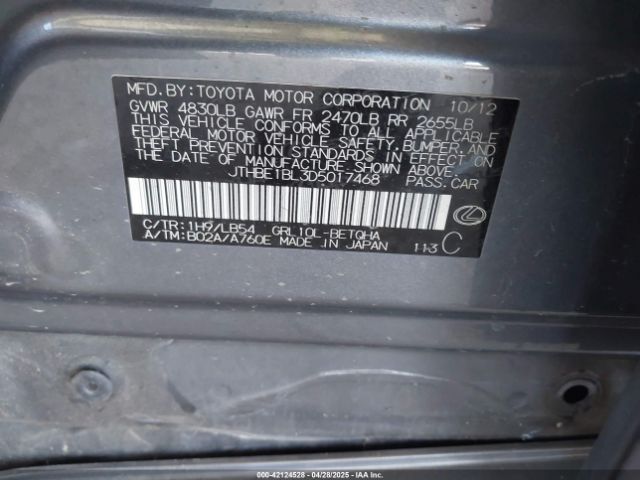 MFD.BY:TOYOTA MOTOR CORPORATION 10/12
GVWR 4830LB GAWR FR 2470LB RR 2655LB
THIS VEHICLE CONFORMS TO ALL APPLICABLE
FEDERAL MOTOR VEHICLE SAFETY,BUMPER,AND
THEFT PREVENTION STANDARDS IN EFFECT ON
THE DATE OF MANUFACTURE SHOWN ABOVE.
JTHBE1BL3D5017468 PASS.CAR
C/TR:1H9/LB54 GRL10L-BETQHA
A/TM:B02A/A760E MADE IN JAPAN 113 C
000-42124528 - 04/28/2025 - IAAI, Inc.